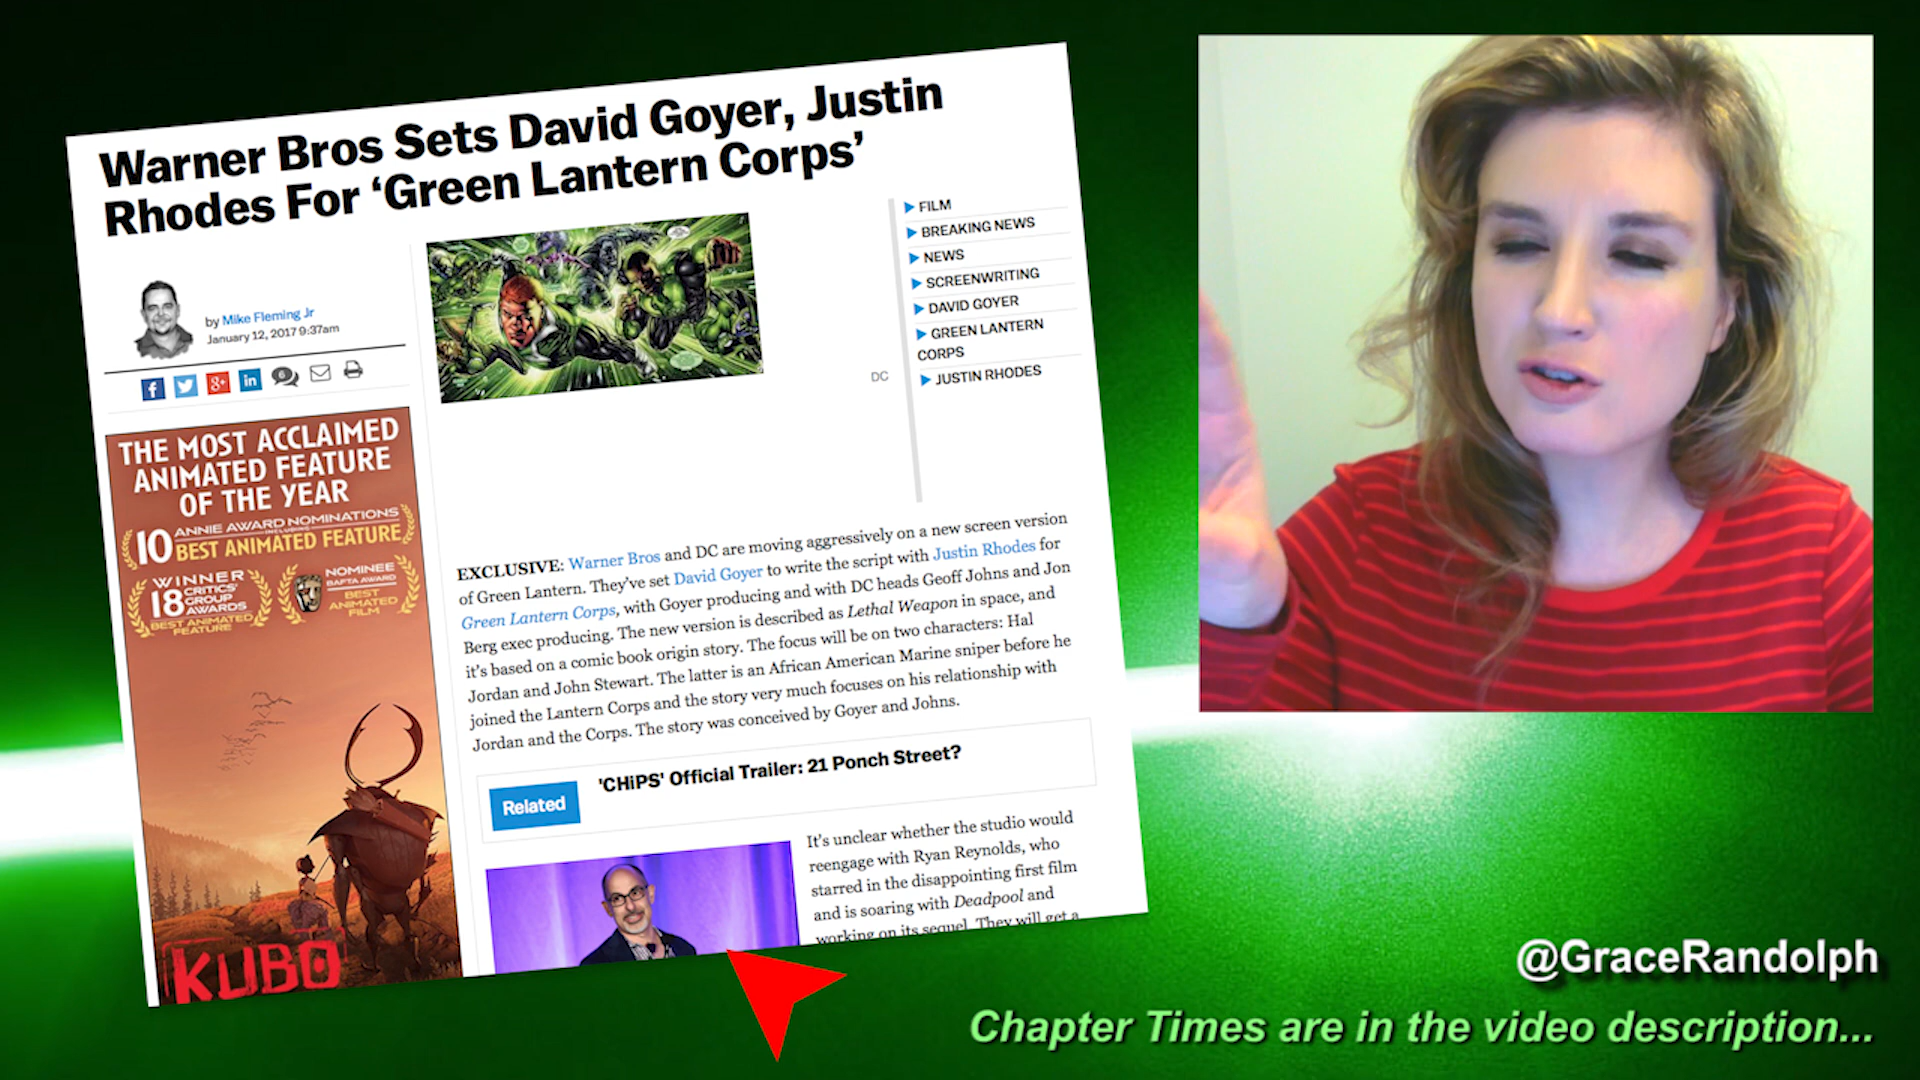 Warner Bros Sets David Goyer, Justin
Rhodes For ‘Green Lantern Corps’
by Mike Fleming Jr
January 12, 2017 9:37am
f
g+
in
6
DC
FILM
BREAKING NEWS
NEWS
SCREENWRITING
DAVID GOYER
GREEN LANTERN
CORPS
JUSTIN RHODES
THE MOST ACCLAIMED
ANIMATED FEATURE
OF THE YEAR
10 ANNIE AWARD NOMINATIONS
INCLUDING
BEST ANIMATED FEATURE
WINNER
18 CRITICS'
GROUP
AWARDS
BEST ANIMATED
FEATURE
NOMINEE
BAFTA AWARD
BEST
ANIMATED
FILM
KUBO
EXCLUSIVE: Warner Bros and DC are moving aggressively on a new screen version
of Green Lantern. They’ve set David Goyer to write the script with Justin Rhodes for
Green Lantern Corps, with Goyer producing and with DC heads Geoff Johns and Jon
Berg exec producing. The new version is described as Lethal Weapon in space, and
it’s based on a comic book origin story. The focus will be on two characters: Hal
Jordan and John Stewart. The latter is an African American Marine sniper before he
joined the Lantern Corps and the story very much focuses on his relationship with
Jordan and the Corps. The story was conceived by Goyer and Johns.
Related
'CHiPS' Official Trailer: 21 Ponch Street?
It’s unclear whether the studio would
reengage with Ryan Reynolds, who
starred in the disappointing first film
and is soaring with Deadpool and
working on its sequel. They will get a
@GraceRandolph
Chapter Times are in the video description...